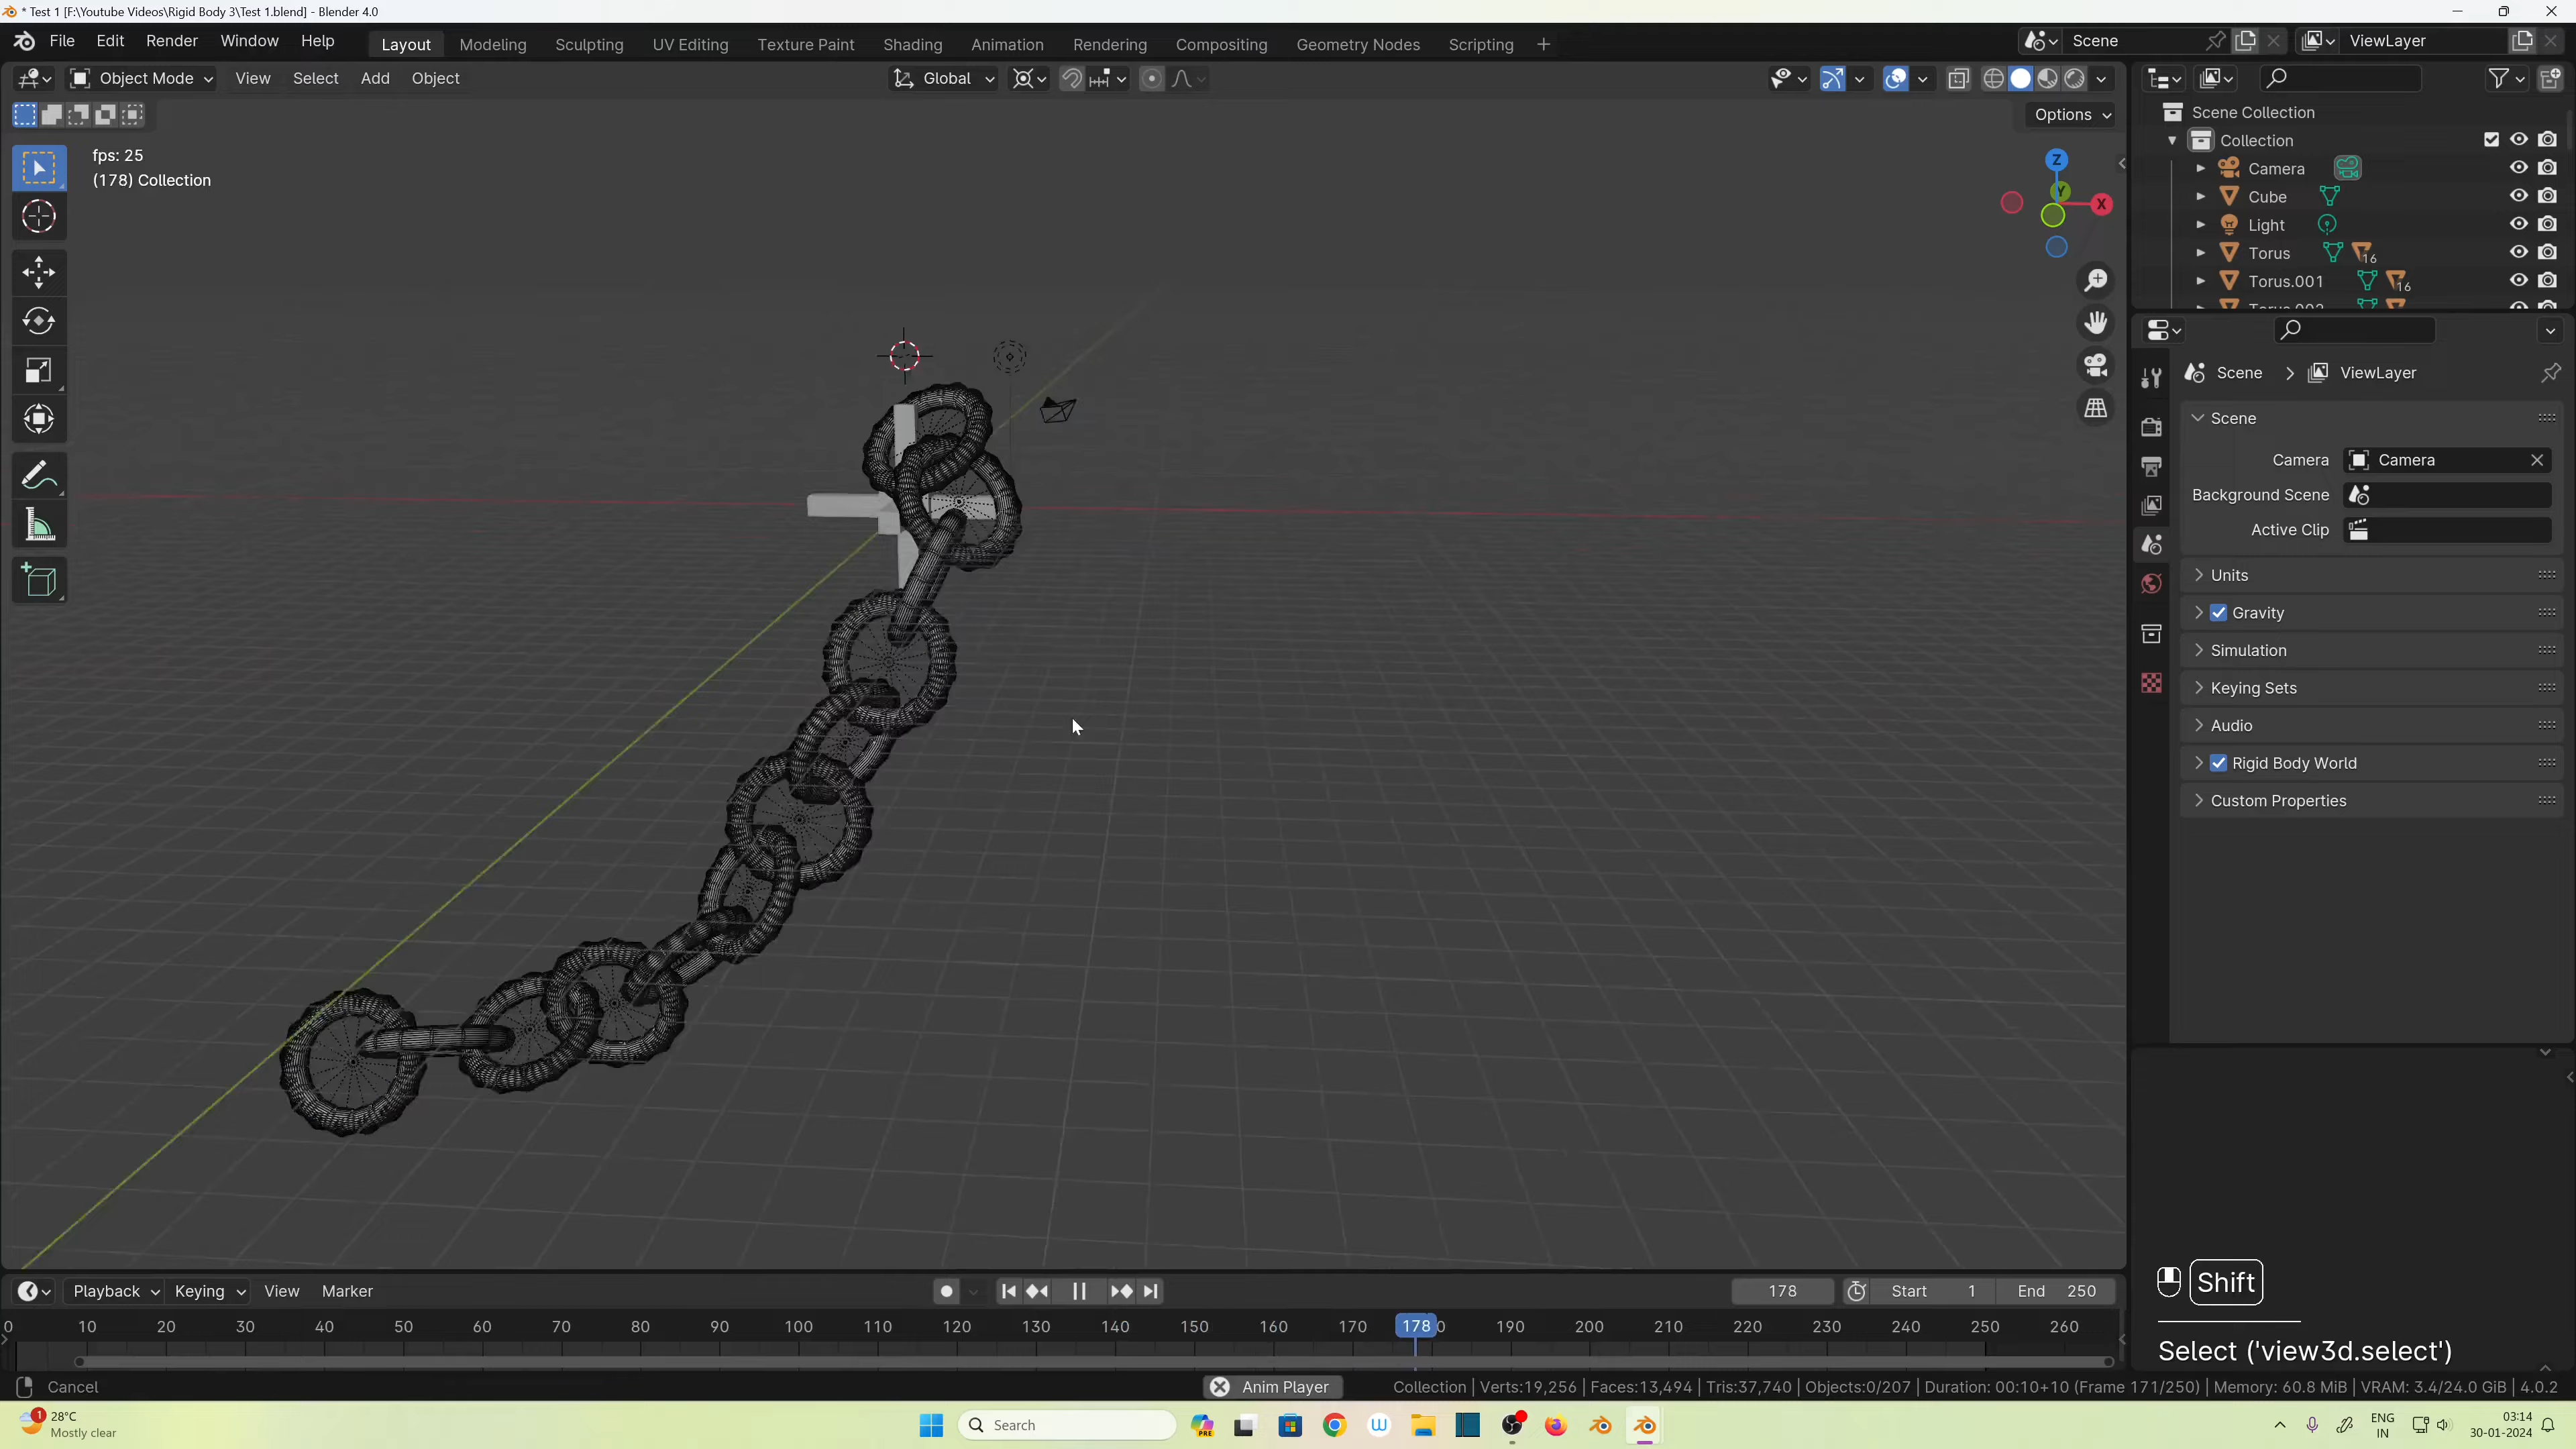 * Test 1 [F:\Youtube Videos\Rigid Body 3\Test 1.blend] - Blender 4.0
File Edit Render Window Help Layout Modeling Sculpting UV Editing Texture Paint Shading Animation Rendering Compositing Geometry Nodes Scripting + Scene ViewLayer
Object Mode View Select Add Object Global
Options
fps: 25
(178) Collection
Z
Y
X
Scene Collection
Collection
Camera
Cube
Light
Torus 16
Torus.001 16
Scene > ViewLayer
Scene
Camera Camera
Background Scene
Active Clip
Units
Gravity
Simulation
Keying Sets
Audio
Rigid Body World
Custom Properties
Shift
Select ('view3d.select')
Playback Keying View Marker 178 Start 1 End 250
0 10 20 30 40 50 60 70 80 90 100 110 120 130 140 150 160 170 178 190 200 210 220 230 240 250 260
Cancel Anim Player Collection | Verts:19,256 | Faces:13,494 | Tris:37,740 | Objects:0/207 | Duration: 00:10+10 (Frame 171/250) | Memory: 60.8 MiB | VRAM: 3.4/24.0 GiB | 4.0.2
1 28°C
Mostly clear
Search
PRE
W
ENG
IN
03:14
30-01-2024